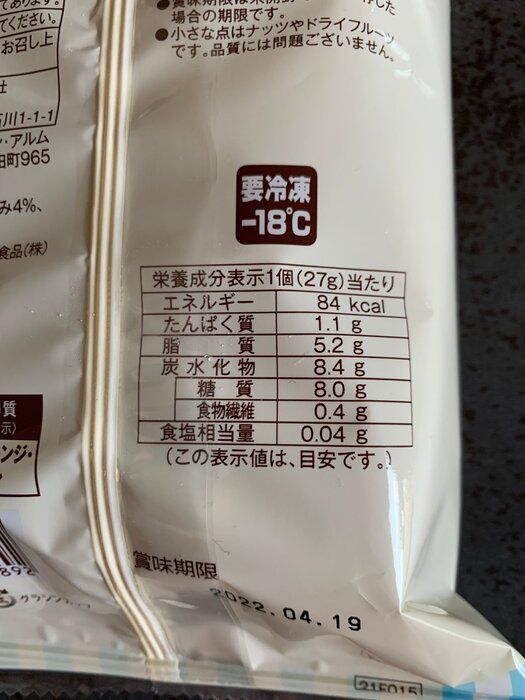 場合の期限です。
●小さな点はナッツやドライフルーツ
です。品質には問題ございません。
てください。
お召し上
川1-1-1
ン・アルム
田町965
み4%、
食品(株)
要冷凍
-18℃
栄養成分表示1個(27g)当たり
エネルギー 84 kcal
たんぱく質 1.1 g
脂質 5.2 g
炭水化物 8.4 g
糖質 8.0 g
食物繊維 0.4 g
食塩相当量 0.04 g
(この表示値は、目安です。)
賞味期限
2022.04.19